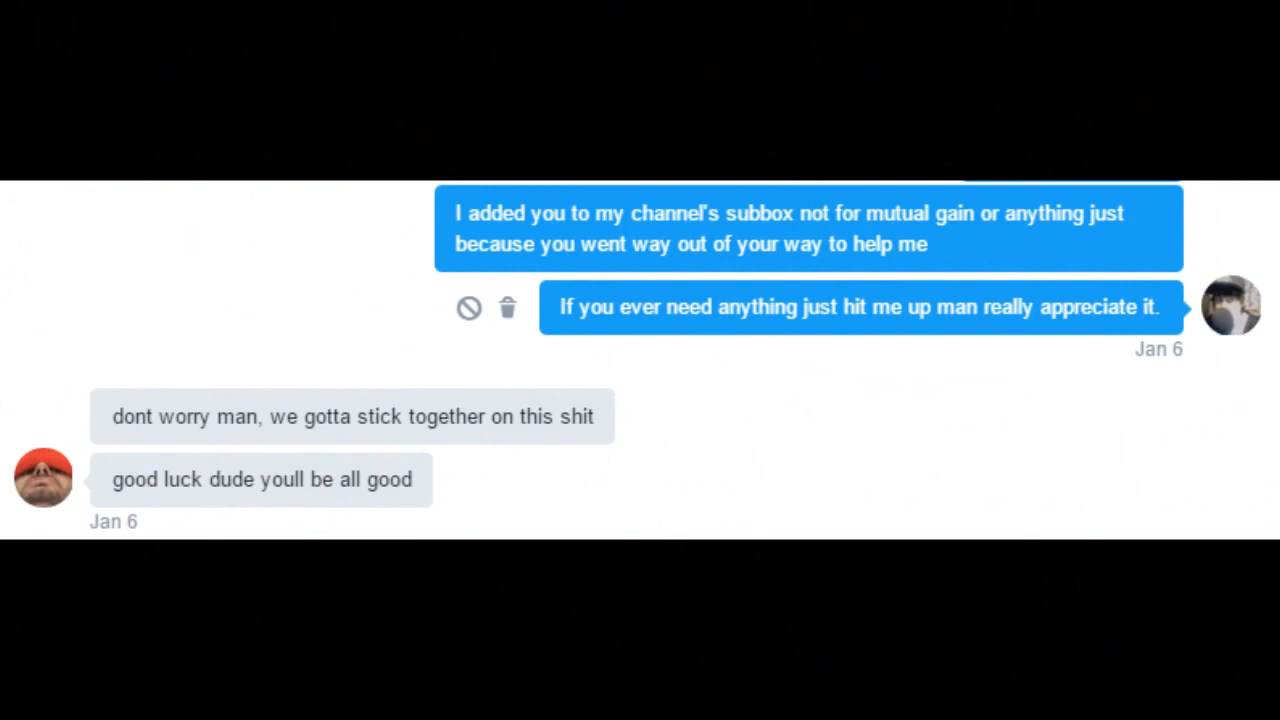 I added you to my channel's subbox not for mutual gain or anything just
because you went way out of your way to help me
If you ever need anything just hit me up man really appreciate it.
Jan 6
dont worry man, we gotta stick together on this shit
good luck dude youll be all good
Jan 6